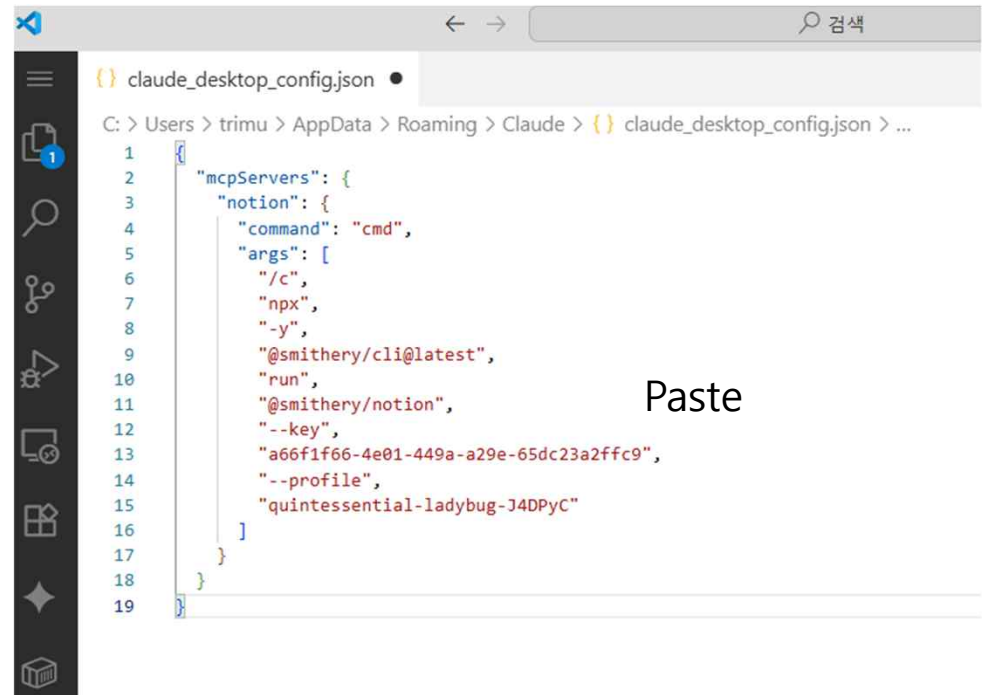 검색
claude_desktop_config.json
C: > Users > trimu > AppData > Roaming > Claude > {} claude_desktop_config.json > ...
1 {
2 "mcpServers": {
3 "notion": {
4 "command": "cmd",
5 "args": [
6 "/c",
7 "npx",
8 "-y",
9 "@smithery/cli@latest",
10 "run",
11 "@smithery/notion",
Paste
12 "--key",
13 "a66f1f66-4e01-449a-a29e-65dc23a2ffc9",
14 "--profile",
15 "quintessential-ladybug-J4DPyC"
16 ]
17 }
18 }
19 }
1